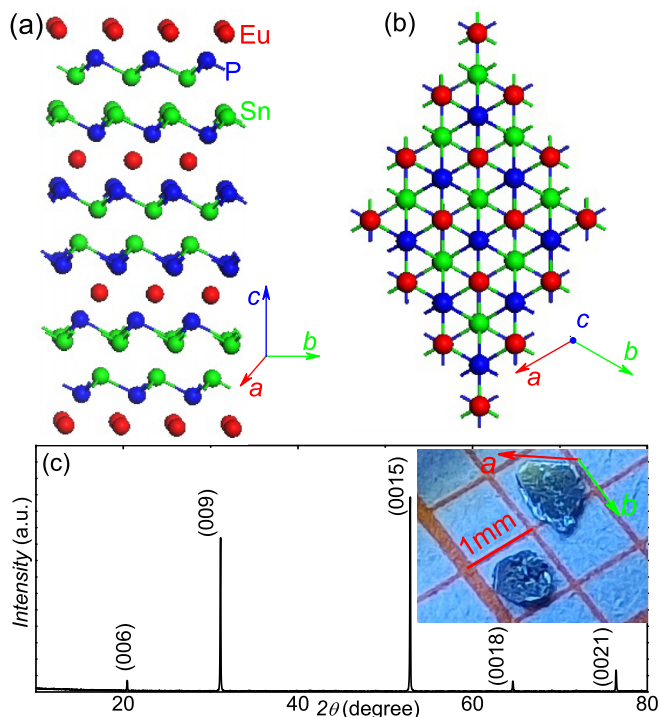 (a)
Eu
P
Sn
c
b
a
(b)
c
a
b
(c)
Intensity (a.u.)
(006)
(009)
(0015)
(0018)
(0021)
a
b
1mm
20
40
60
80
2θ (degree)